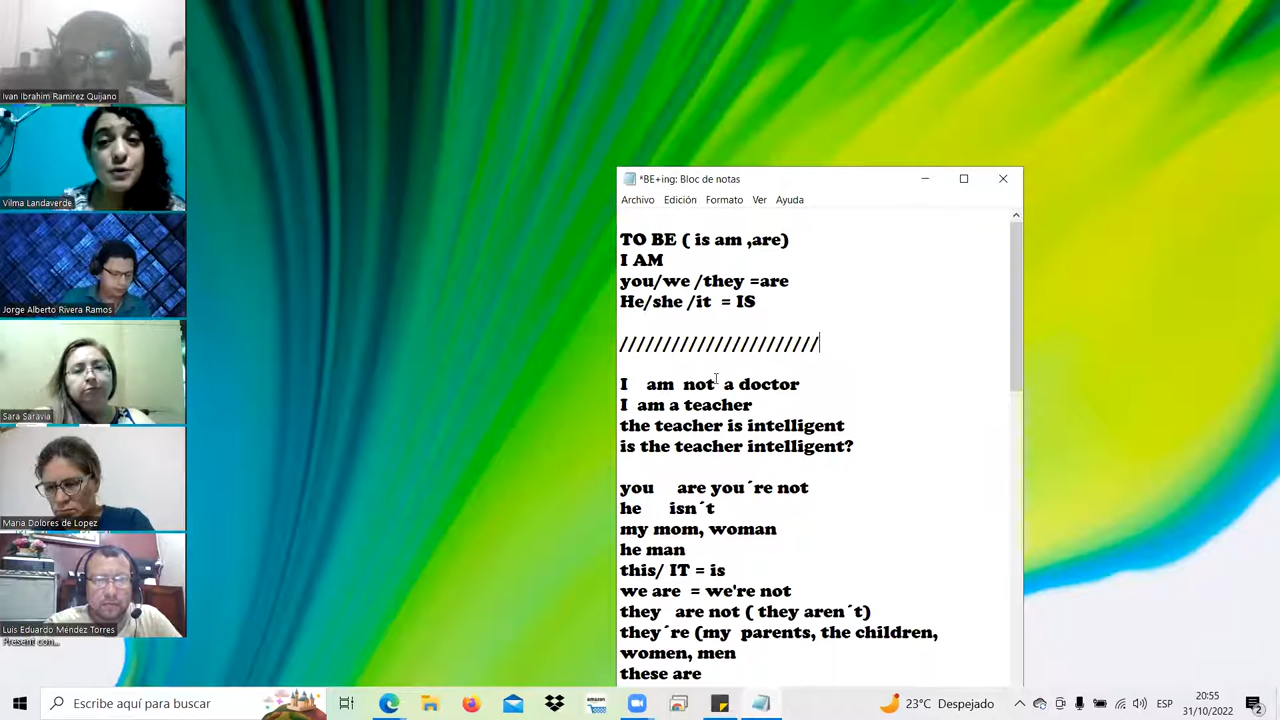 Ivan Ibrahim Ramirez Quijano
Vilma Landaverde
Jorge Alberto Rivera Ramos
Sara Saravia
Maria Dolores de Lopez
Luis Eduardo Méndez Torres
Present con...
*BE+ing: Bloc de notas
Archivo Edición Formato Ver Ayuda
TO BE ( is am ,are)
I AM
you/we /they =are
He/she /it = IS
///////////////////////
I am not a doctor
I am a teacher
the teacher is intelligent
is the teacher intelligent?
you are you´re not
he isn´t
my mom, woman
he man
this/ IT = is
we are = we're not
they are not ( they aren´t)
they´re (my parents, the children,
women, men
these are
Escribe aquí para buscar
amazon
23°C Despejado
ESP
20:55
31/10/2022
2